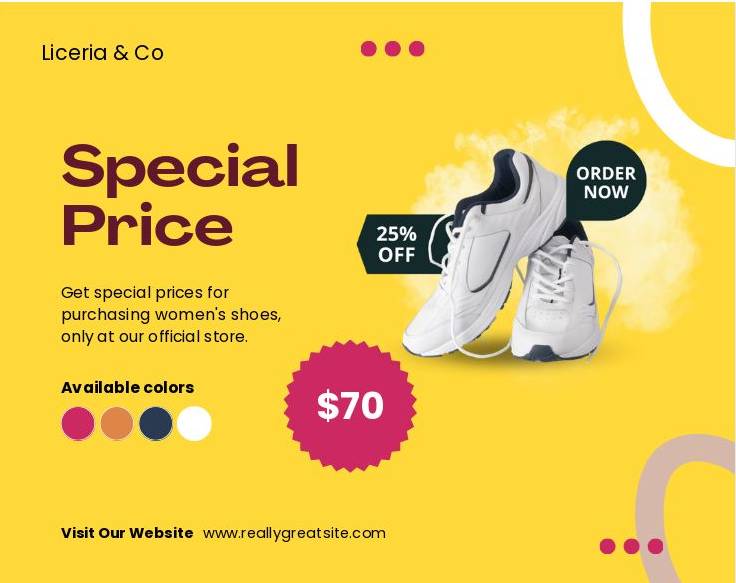 Liceria & Co
Special
Price
25%
OFF
ORDER
NOW
Get special prices for
purchasing women's shoes,
only at our official store.
Available colors
$70
Visit Our Website www.reallygreatsite.com